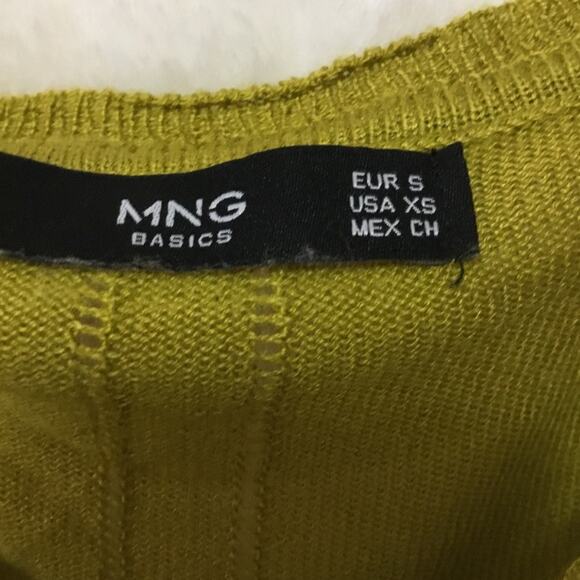 MNG
BASICS
EUR S
USA XS
MEX CH